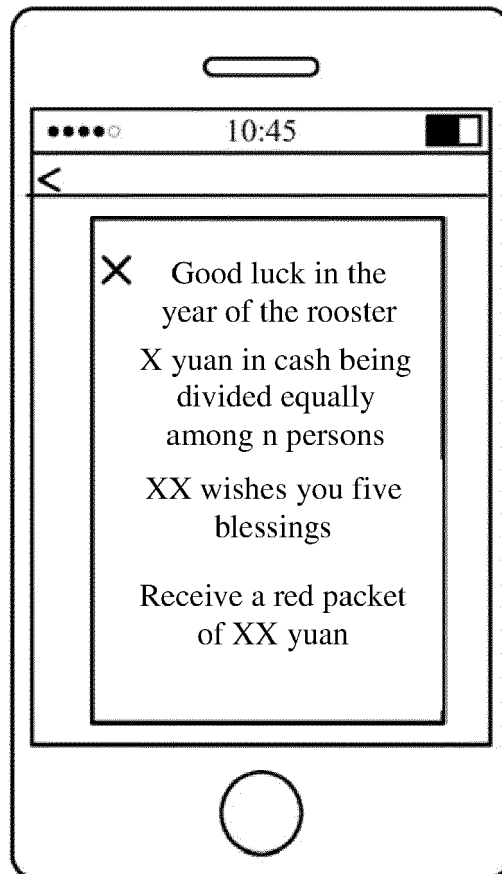 10:45
<
X Good luck in the
year of the rooster
X yuan in cash being
divided equally
among n persons
XX wishes you five
blessings
Receive a red packet
of XX yuan